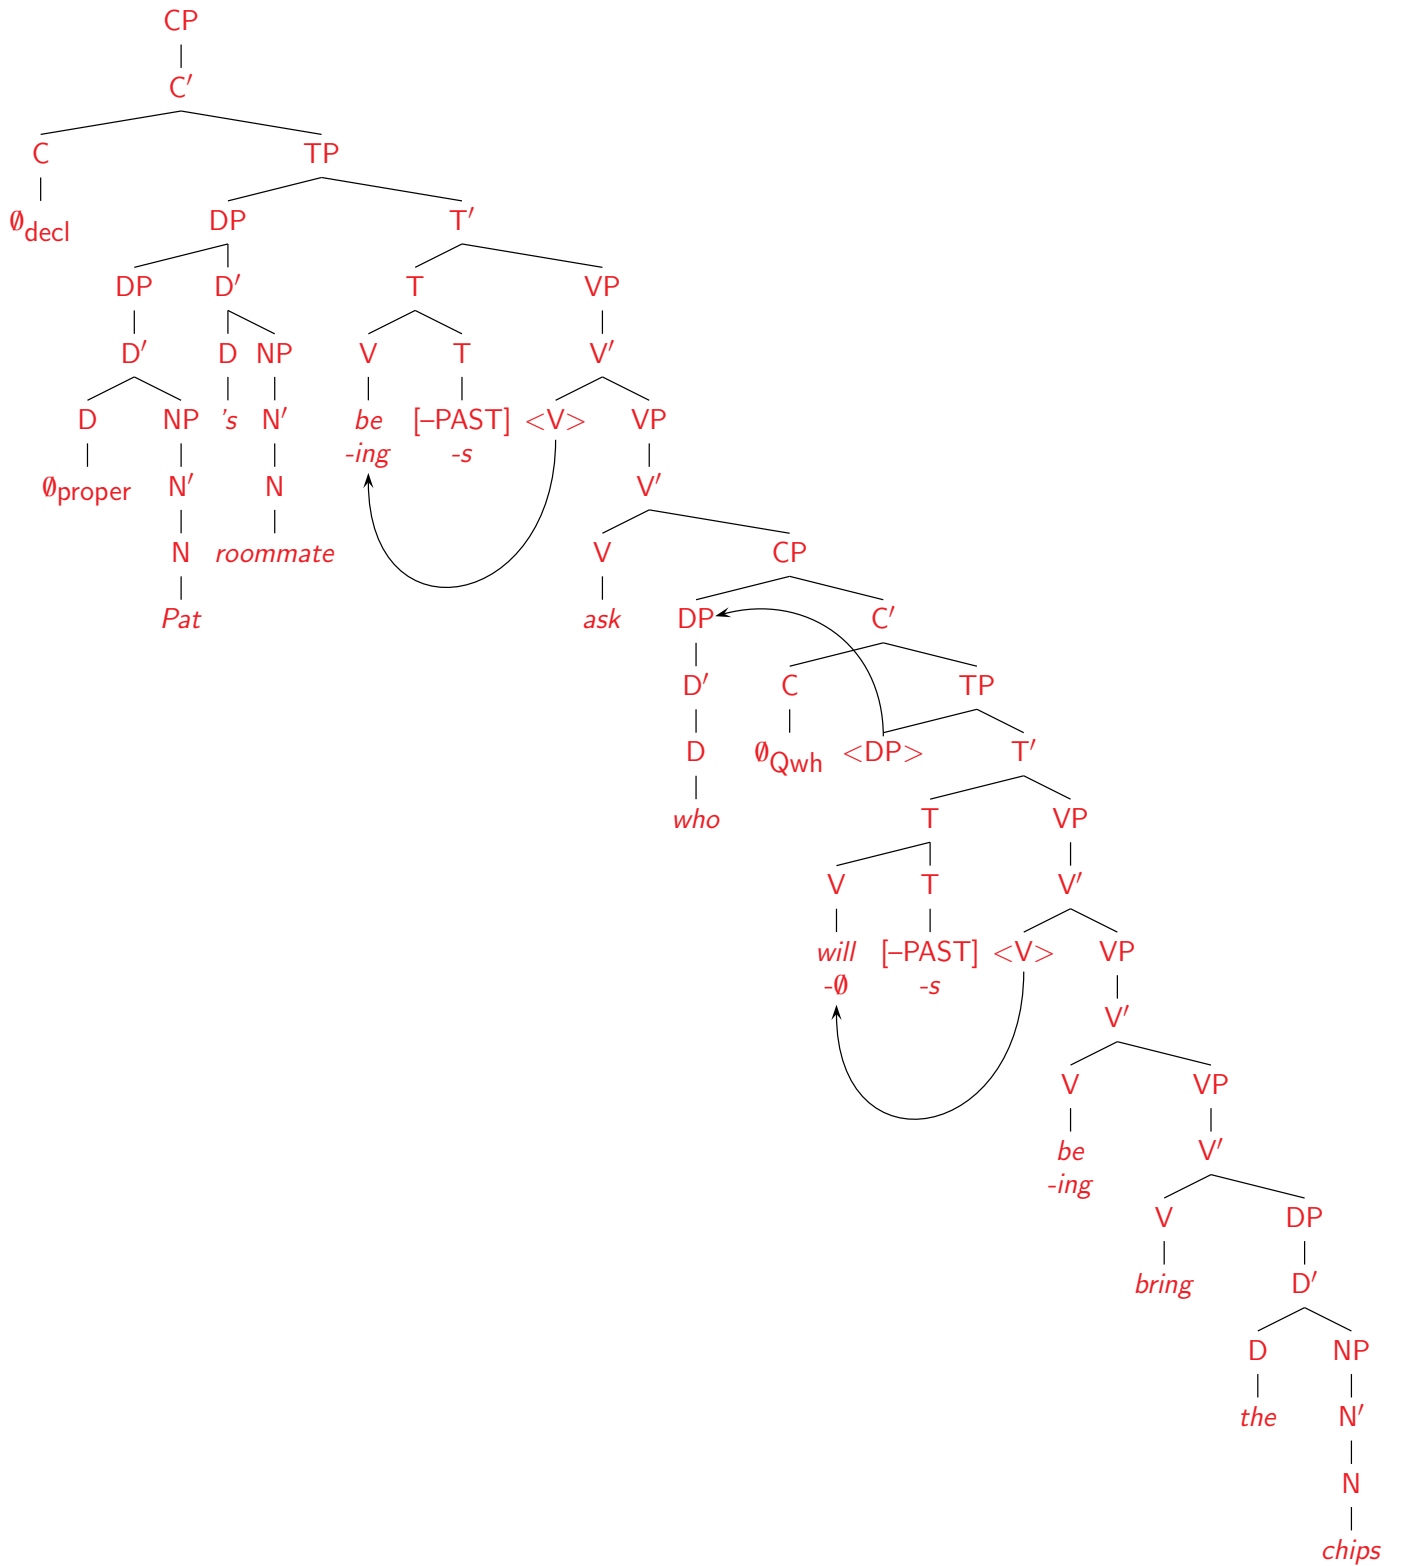 CP
C′
C TP
∅decl DP T′
DP D′ T VP
D′ D NP V T V′
D NP 's N′ be [–PAST] <V> VP
-ing -s
∅proper N′ N V′
N roommate V CP
Pat ask DP C′
D′ C TP
D ∅Qwh <DP> T′
who T VP
V T V′
will [–PAST] <V> VP
-∅ -s
V′
V VP
be V′
-ing
V DP
bring D′
D NP
the N′
N
chips